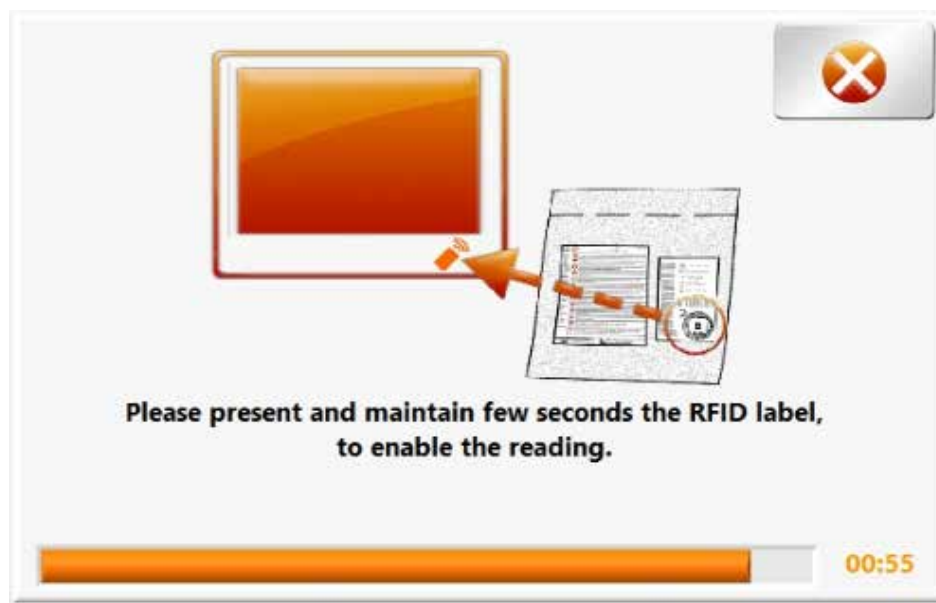 Please present and maintain few seconds the RFID label,
to enable the reading.
00:55